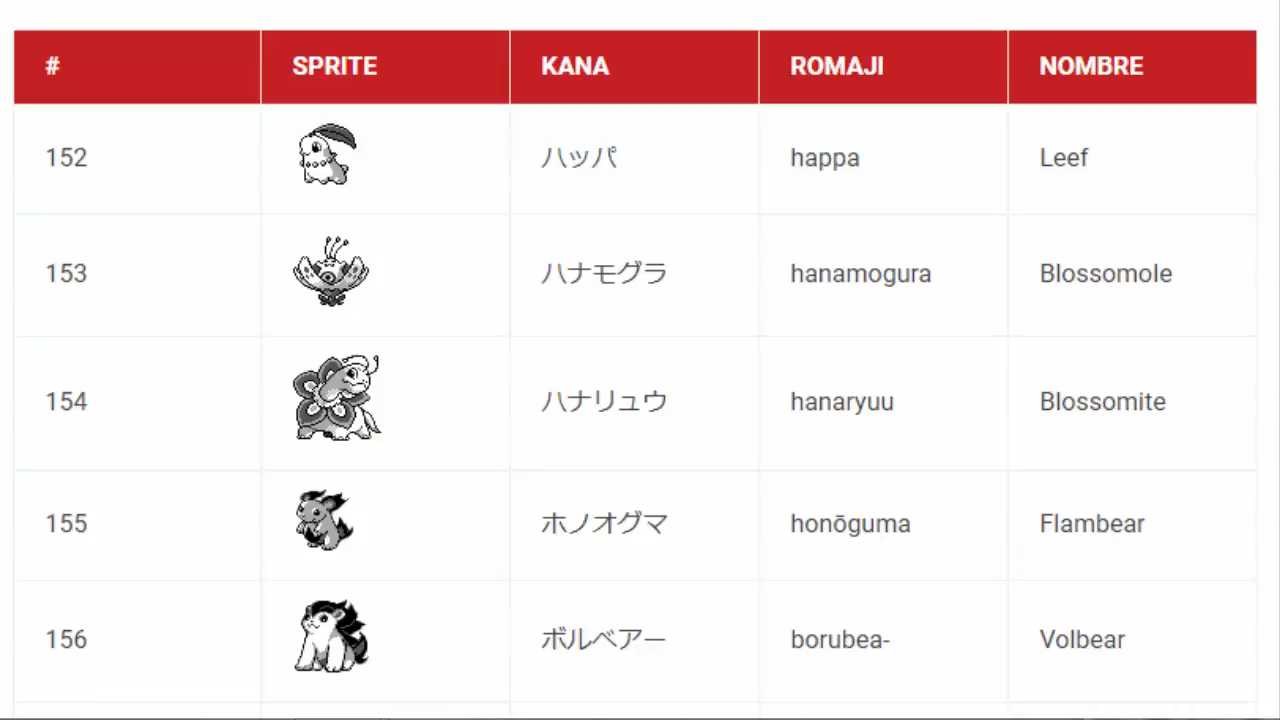 # SPRITE KANA ROMAJI NOMBRE
152 ハッパ happa Leef
153 ハナモグラ hanamogura Blossomole
154 ハナリュウ hanaryuu Blossomite
155 ホノオグマ honōguma Flambear
156 ボルベアー borubea- Volbear